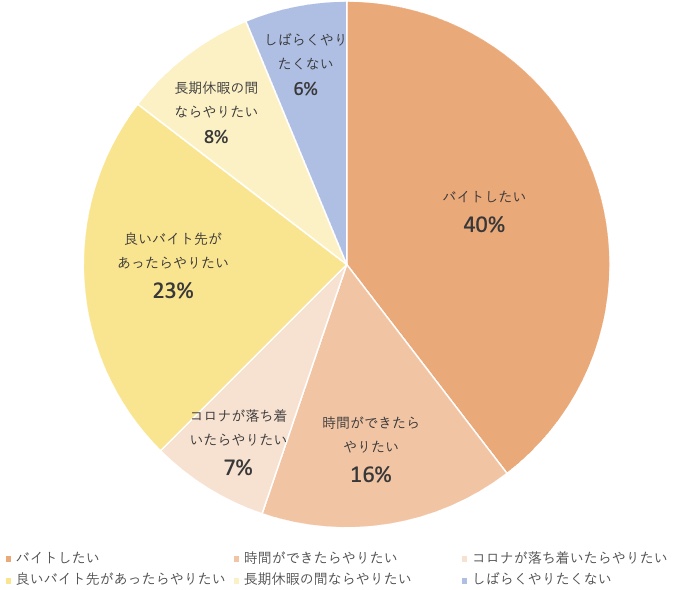 しばらくやり
たくない
6%
長期休暇の間
ならやりたい
8%
バイトしたい
40%
良いバイト先が
あったらやりたい
23%
コロナが落ち着
いたらやりたい
7%
時間ができたら
やりたい
16%
バイトしたい 時間ができたらやりたい コロナが落ち着いたらやりたい
良いバイト先があったらやりたい 長期休暇の間ならやりたい しばらくやりたくない